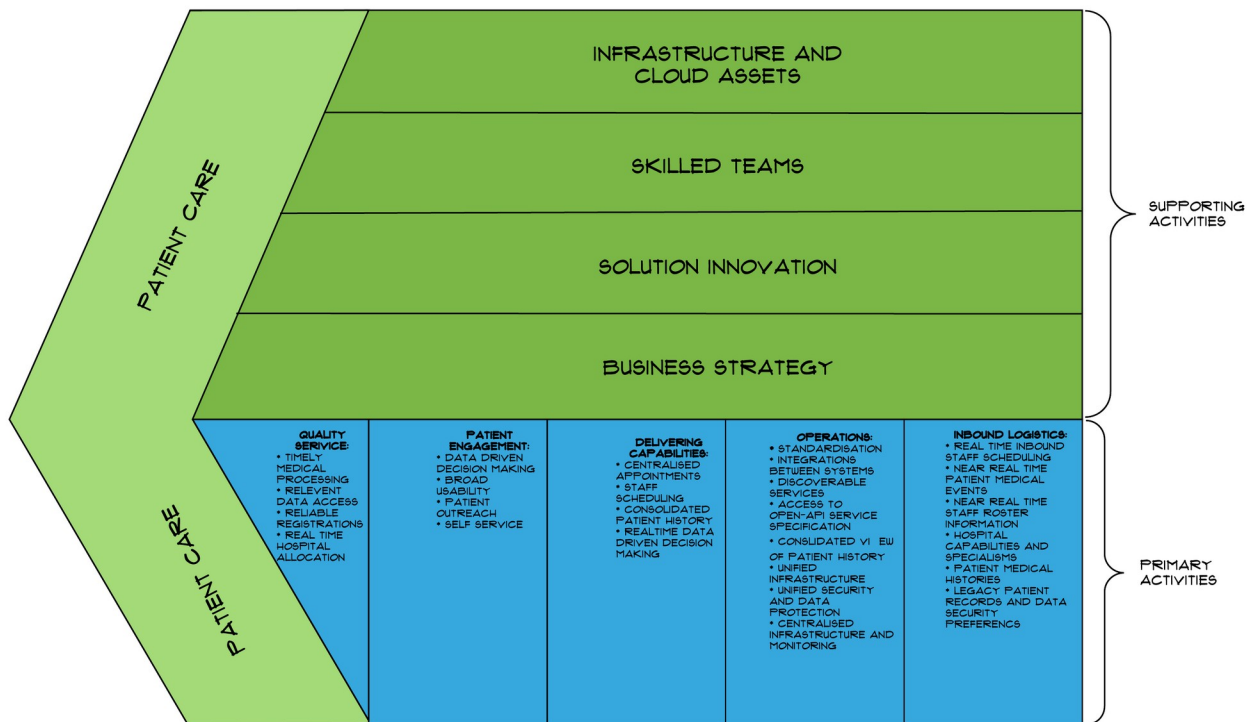 INFRASTRUCTURE AND
CLOUD ASSETS
SKILLED TEAMS
SOLUTION INNOVATION
BUSINESS STRATEGY
SUPPORTING
ACTIVITIES
PATIENT CARE
PATIENT CARE
QUALITY
SERIVICE:
• TIMELY
MEDICAL
PROCESSING
• RELEVENT
DATA ACCESS
• RELIABLE
REGISTRATIONS
• REAL TIME
HOSPITAL
ALLOCATION
PATIENT
ENGAGEMENT:
• DATA DRIVEN
DECISION MAKING
• BROAD
USABILITY
• PATIENT
OUTREACH
• SELF SERVICE
DELIVERING
CAPABILITIES:
• CENTRALISED
APPOINTMENTS
• STAFF
SCHEDULING
• CONSOLIDATED
PATIENT HISTORY
• REALTIME DATA
DRIVEN DECISION
MAKING
OPERATIONS:
• STANDARDISATION
• INTEGRATIONS
BETWEEN SYSTEMS
• DISCOVERABLE
SERVICES
• ACCESS TO
OPEN-API SERVICE
SPECIFICATION
• CONSLIDATED VI EW
OF PATIENT HISTORY
• UNIFIED
INFRASTRUCTURE
• UNIFIED SECURITY
AND DATA
PROTECTION
• CENTRALISED
INFRASTRUCTURE AND
MONITORING
INBOUND LOGISTICS:
• REAL TIME INBOUND
STAFF SCHEDULING
• NEAR REAL TIME
PATIENT MEDICAL
EVENTS
• NEAR REAL TIME
STAFF ROSTER
INFORMATION
• HOSPITAL
CAPABILITIES AND
SPECIALISMS
• PATIENT MEDICAL
HISTORIES
• LEGACY PATIENT
RECORDS AND DATA
SECURITY
PREFERENCS
PRIMARY
ACTIVITIES